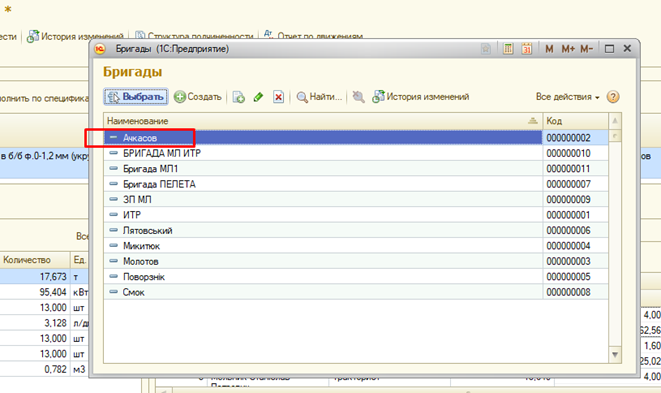 *
ести История изменений Структура подчиненности Дт Отчет по движениям
Бригады (1С:Предприятие) M M+ M-
Бригады
Выбрать Создать Найти... История изменений Все действия
Наименование Код
Ачкасов 000000002
БРИГАДА МЛ ИТР 000000010
Бригада МЛ1 000000011
Бригада ПЕЛЕТА 000000007
ЗП МЛ 000000009
ИТР 000000001
Пятовський 000000006
Микитюк 000000004
Молотов 000000003
Поворзнік 000000005
Смок 000000008
олнить по специфика
в б/б ф.0-1,2 мм (укру
ов
Все
Количество Ед.
17,673 т
95,404 кВт
13,000 шт
3,128 л/д
13,000 шт
13,000 шт
0,782 м3
4,00
62,56
1,60
25,02
4,00